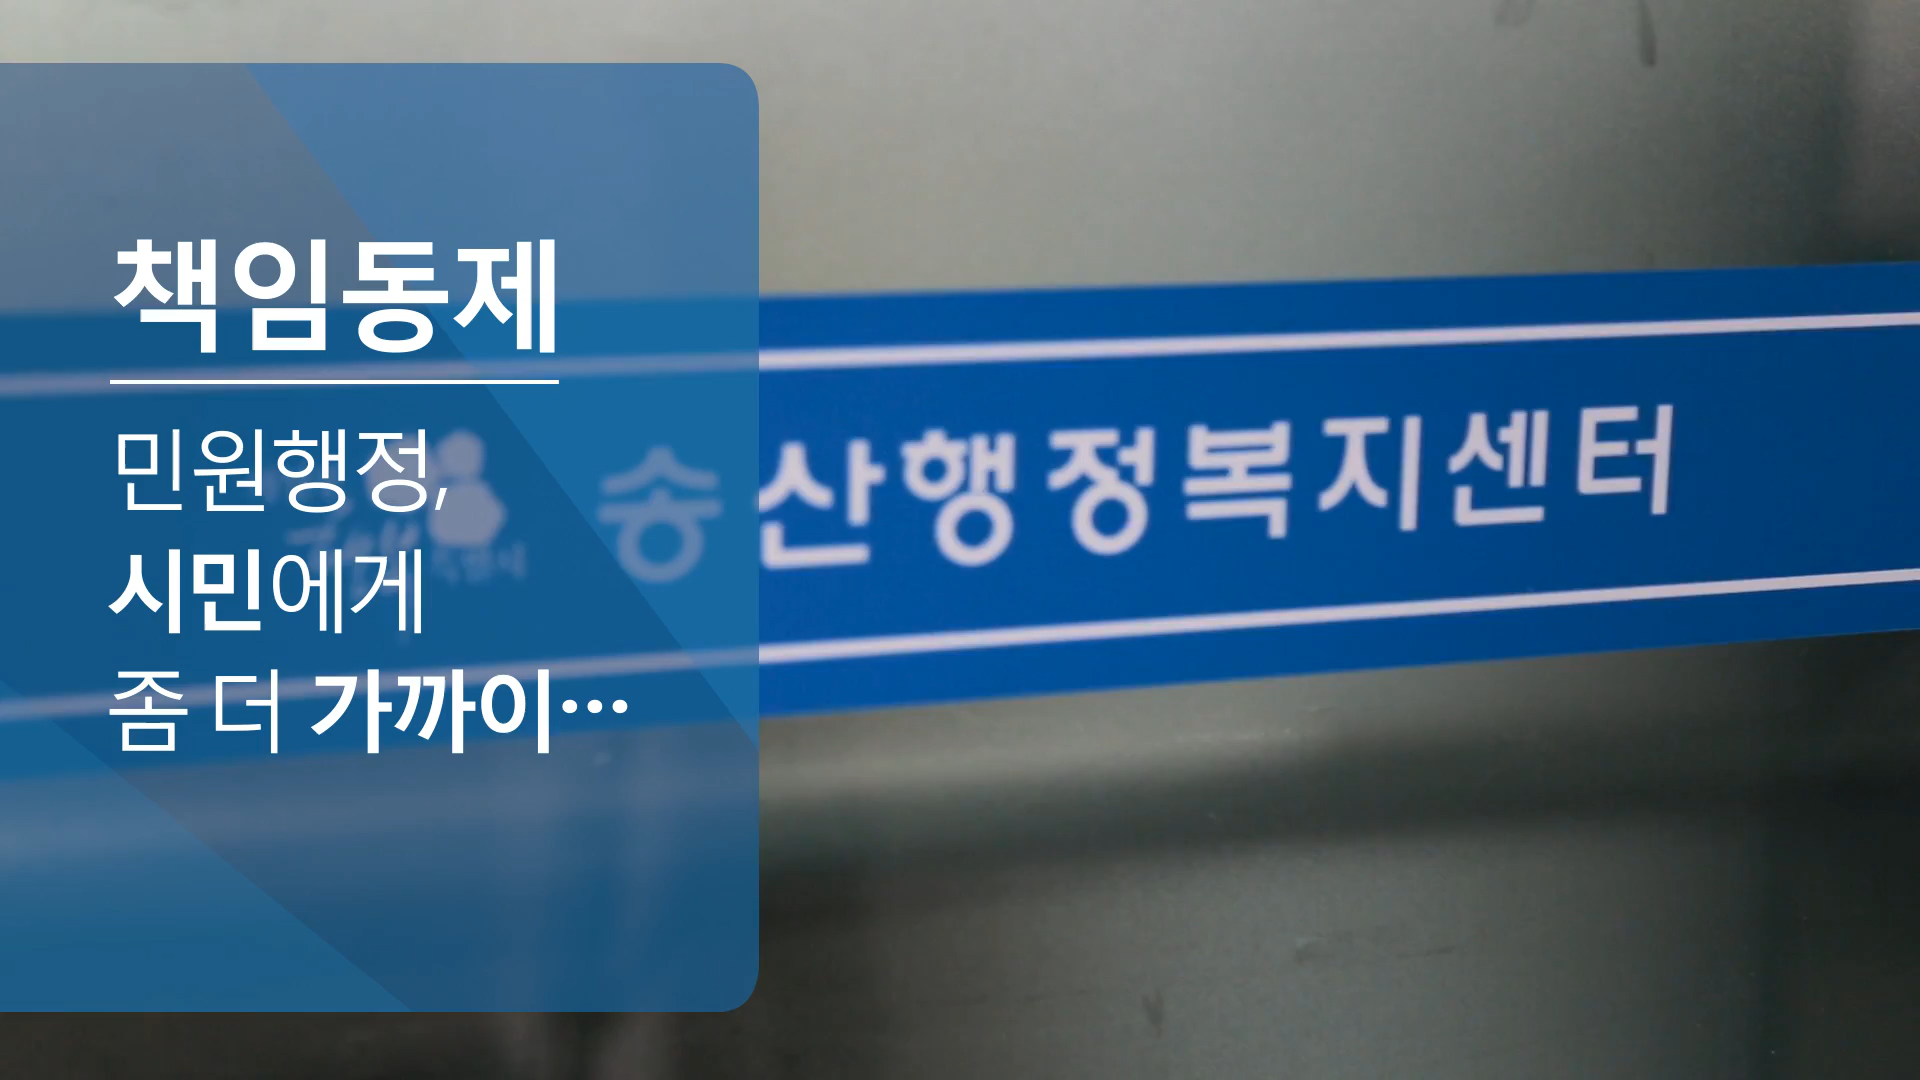 책임동제
민원행정,
시민에게
좀 더 가까이…
송산행정복지센터